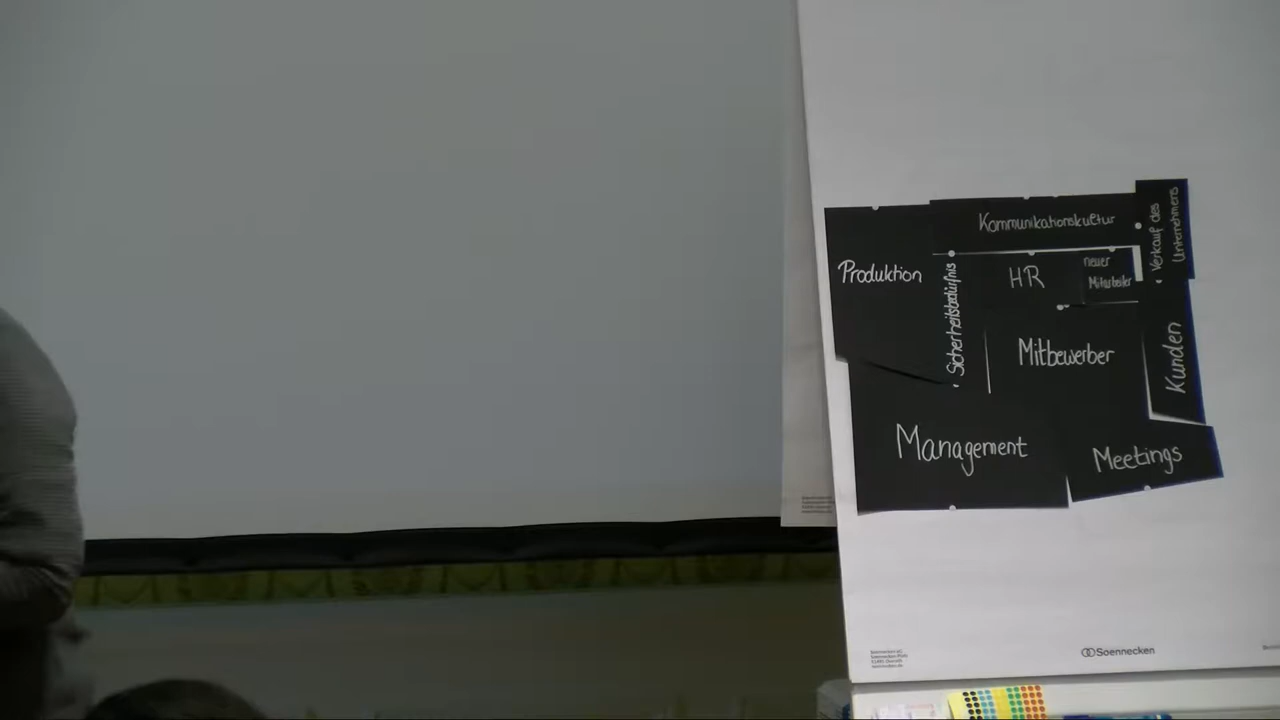 Kommunikationskultur
Verkauf des
Unternehmens
Produktion
Sicherheitsbedürfnis
HR
neuer
Mitarbeiter
Mitbewerber
Kunden
Management
Meetings
Soennecken